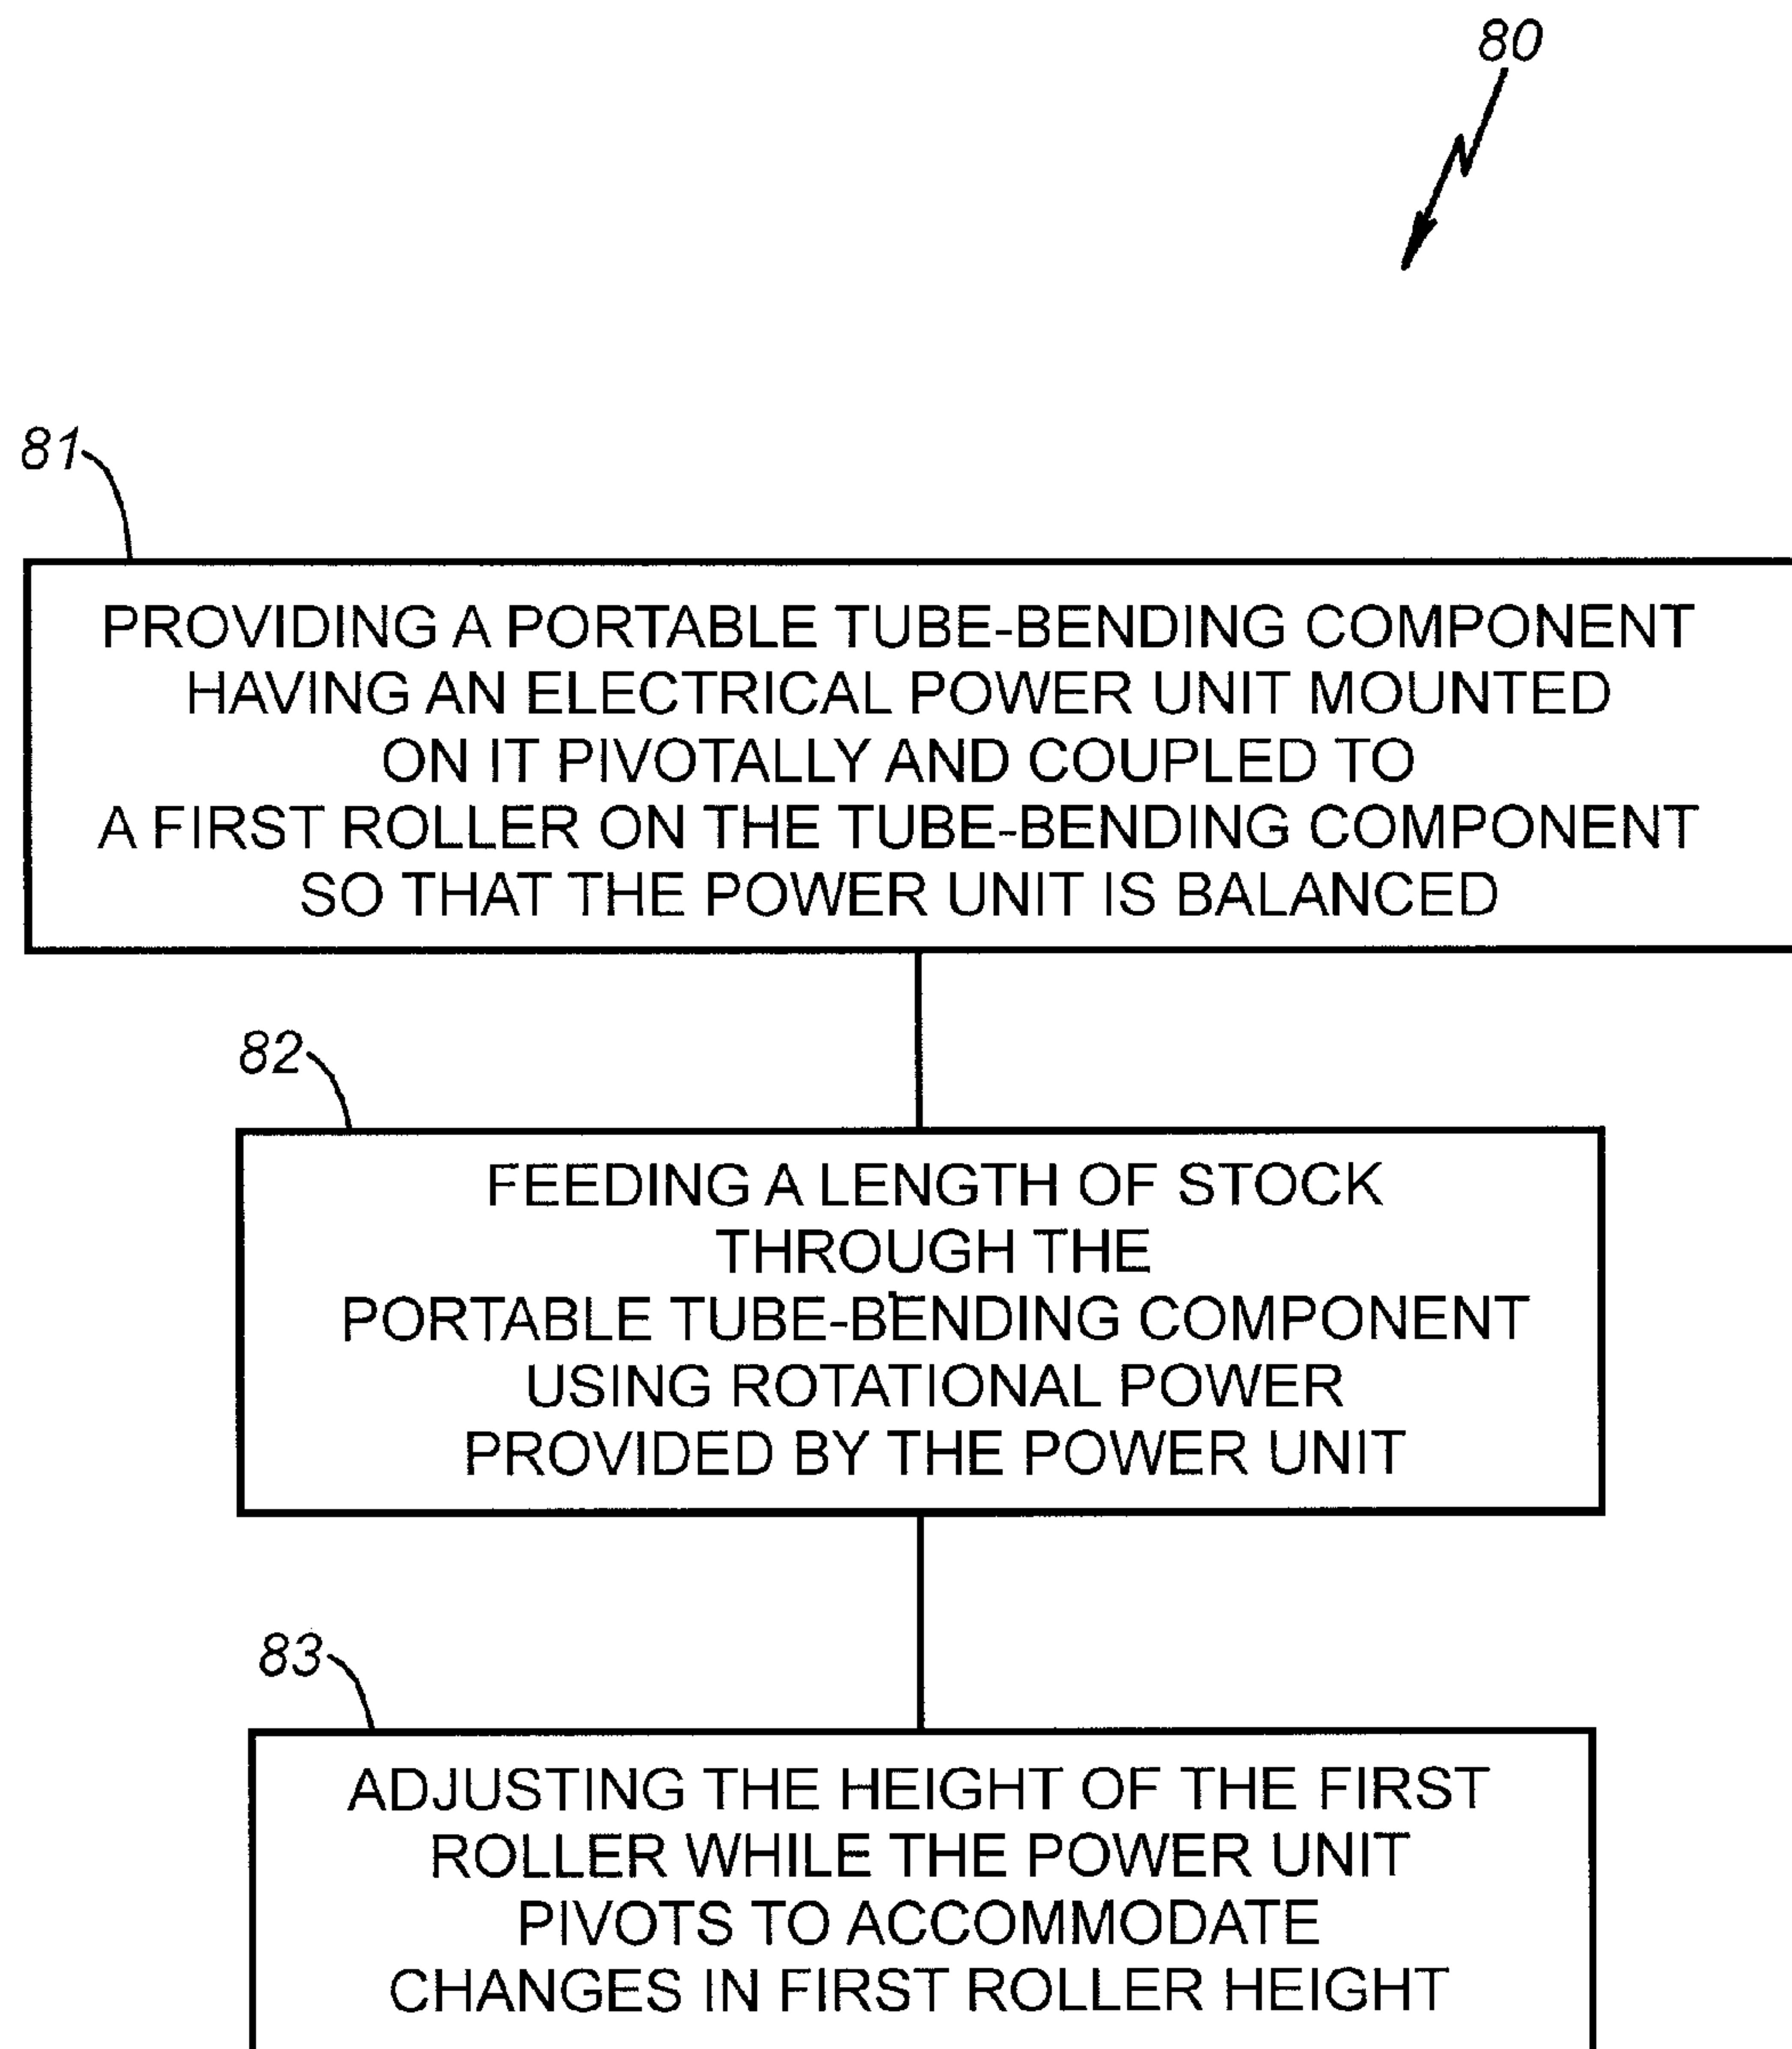 80
81
PROVIDING A PORTABLE TUBE-BENDING COMPONENT
HAVING AN ELECTRICAL POWER UNIT MOUNTED
ON IT PIVOTALLY AND COUPLED TO
A FIRST ROLLER ON THE TUBE-BENDING COMPONENT
SO THAT THE POWER UNIT IS BALANCED
82
FEEDING A LENGTH OF STOCK
THROUGH THE
PORTABLE TUBE-BENDING COMPONENT
USING ROTATIONAL POWER
PROVIDED BY THE POWER UNIT
83
ADJUSTING THE HEIGHT OF THE FIRST
ROLLER WHILE THE POWER UNIT
PIVOTS TO ACCOMMODATE
CHANGES IN FIRST ROLLER HEIGHT